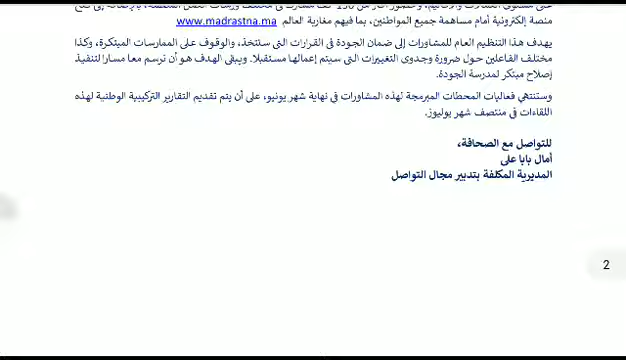 منصة إلكترونية أمام مساهمة جميع المواطنين، بما فيهم مغاربة العالم www.madrastna.ma
يهدف هذا التنظيم العام للمشاورات إلى ضمان الجودة في القرارات التي ستتخذ، والوقوف على الممارسات المبتكرة، وكذا
مختلف الفاعلين حول ضرورة وجدوى التغييرات التي سيتم إعمالها مستقبلا. ويبقى الهدف هو أن نرسم معا مسارا لتنفيذ
إصلاح مبتكر لمدرسة الجودة.
وستنتهي فعاليات المحطات المبرمجة لهذه المشاورات في نهاية شهر يونيو، على أن يتم تقديم التقارير التركيبية الوطنية لهذه
اللقاءات في منتصف شهر يوليوز.
للتواصل مع الصحافة،
أمال بابا علي
المديرية المكلفة بتدبير مجال التواصل
2